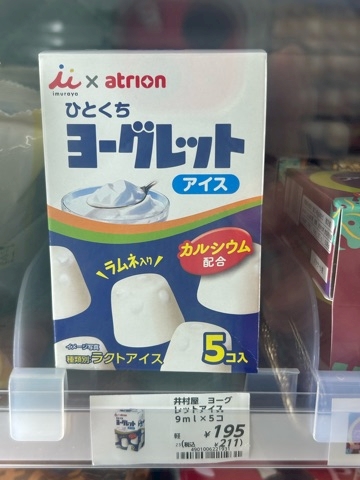 imuraya × atrion
ひとくち
ヨーグレット
アイス
ラムネ入り
カルシウム
配合
イメージ写真
種類別 ラクトアイス
5コ入
井村屋 ヨーグ
レットアイス
9ml×5コ
軽 ¥195
(税込 ¥211)